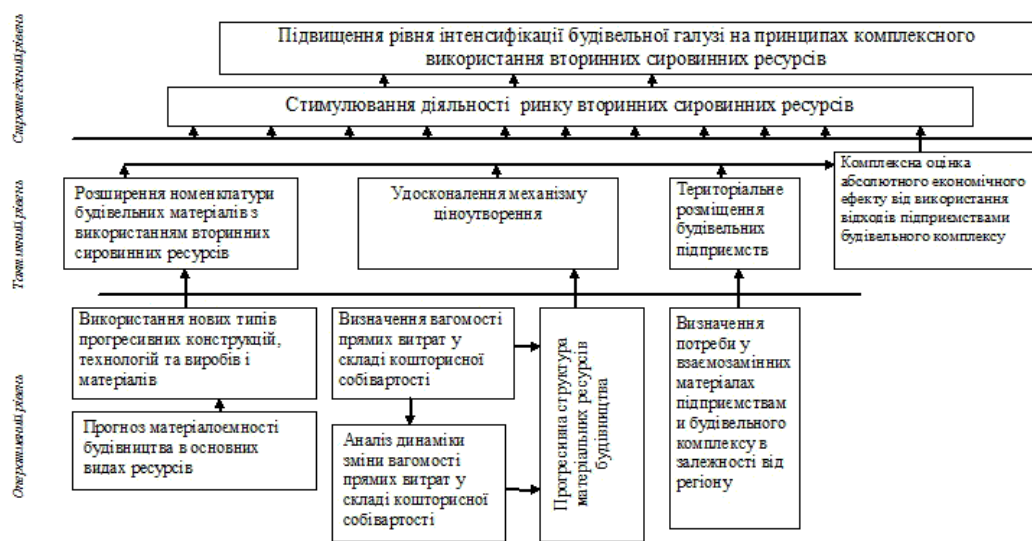 Стратегічний рівень
Підвищення рівня інтенсифікації будівельної галузі на принципах комплексного
використання вторинних сировинних ресурсів
Стимулювання діяльності ринку вторинних сировинних ресурсів
Тактичний рівень
Розширення номенклатури
будівельних матеріалів з
використанням вторинних
сировинних ресурсів
Удосконалення механізму
ціноутворення
Територіальне
розміщення
будівельних
підприємств
Комплексна оцінка
абсолютного економічного
ефекту від використання
відходів підприємствами
будівельного комплексу
Оперативний рівень
Використання нових типів
прогресивних конструкцій,
технологій та виробів і
матеріалів
Прогноз матеріалоємності
будівництва в основних
видах ресурсів
Визначення вагомості
прямих витрат у
складі кошторисної
собівартості
Аналіз динаміки
зміни вагомості
прямих витрат у
складі кошторисної
собівартості
Прогресивна структура
матеріальних ресурсів
будівництва
Визначення
потреби у
взаємозамінних
матеріалах
підприємствам
и будівельного
комплексу в
залежності від
регіону